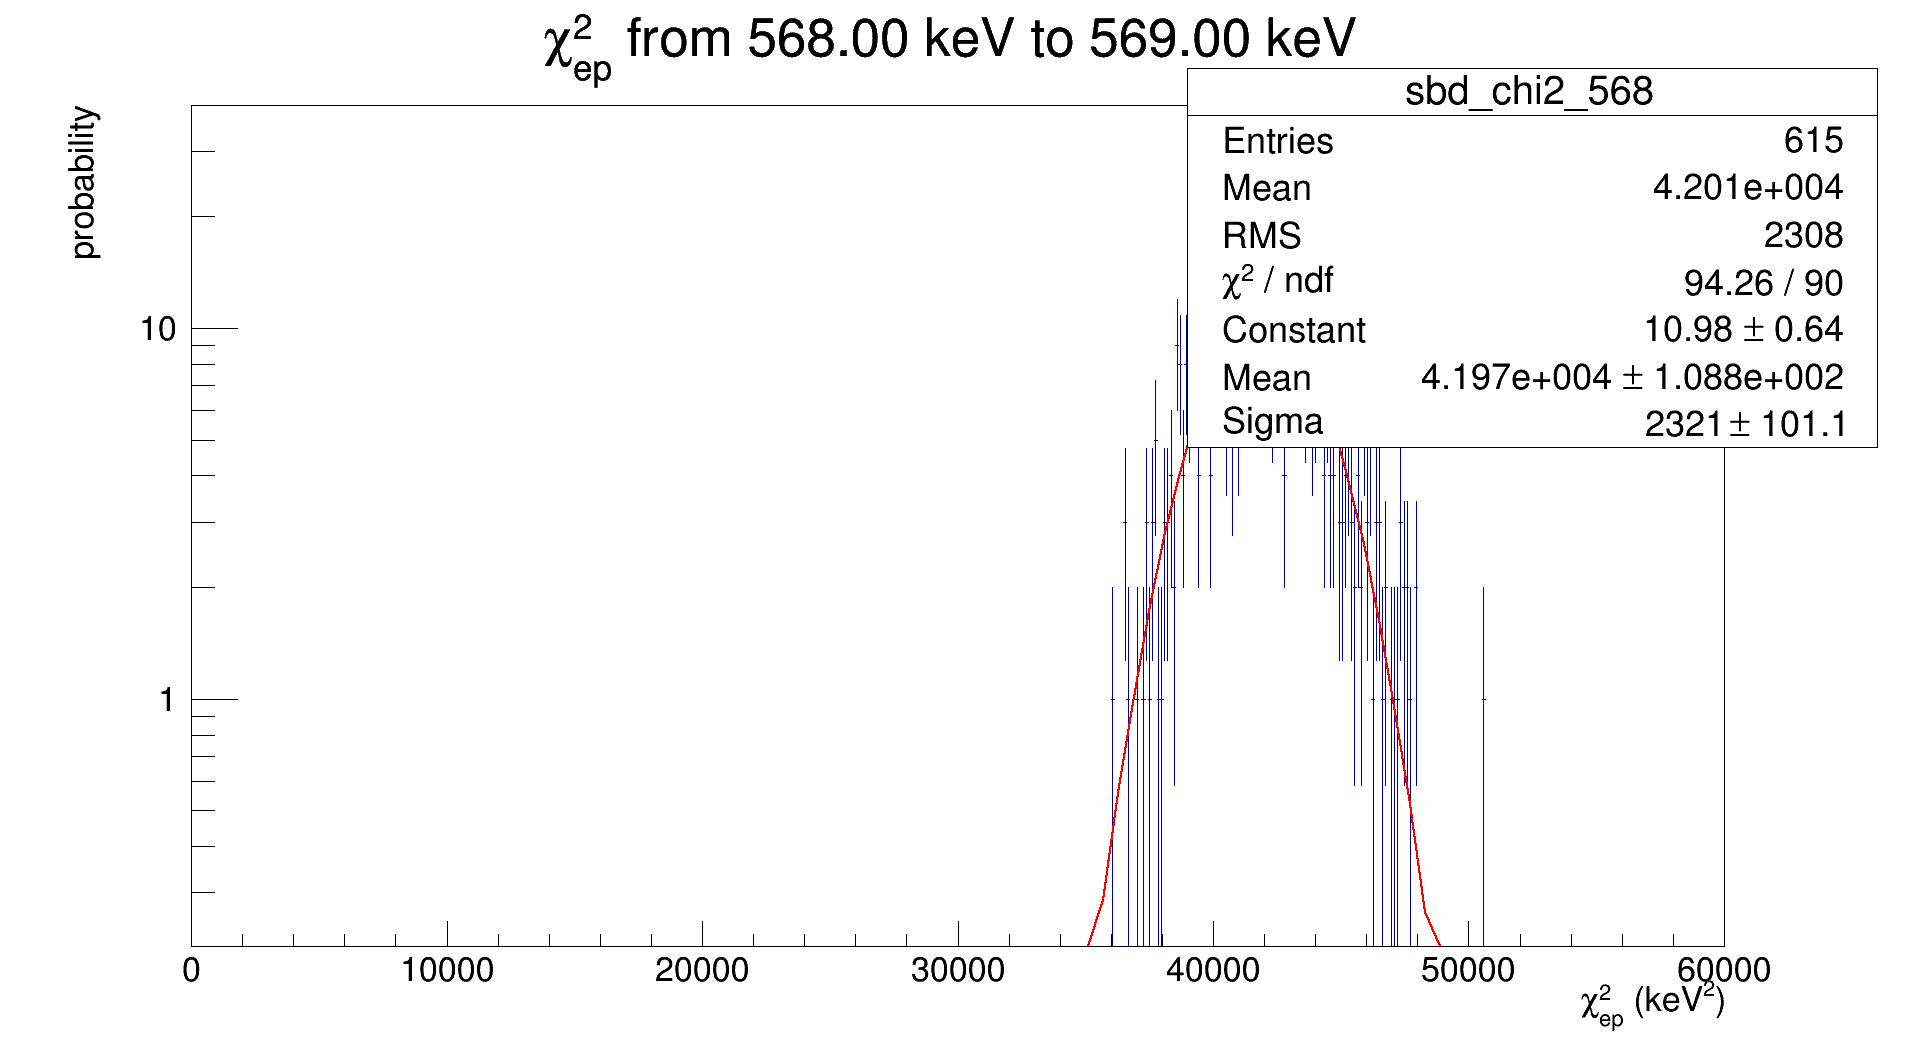 χ²ep from 568.00 keV to 569.00 keV
sbd_chi2_568
Entries 615
Mean 4.201e+004
RMS 2308
χ² / ndf 94.26 / 90
Constant 10.98 ± 0.64
Mean 4.197e+004 ± 1.088e+002
Sigma 2321 ± 101.1
probability
10
1
0 10000 20000 30000 40000 50000 60000
χ²ep (keV²)